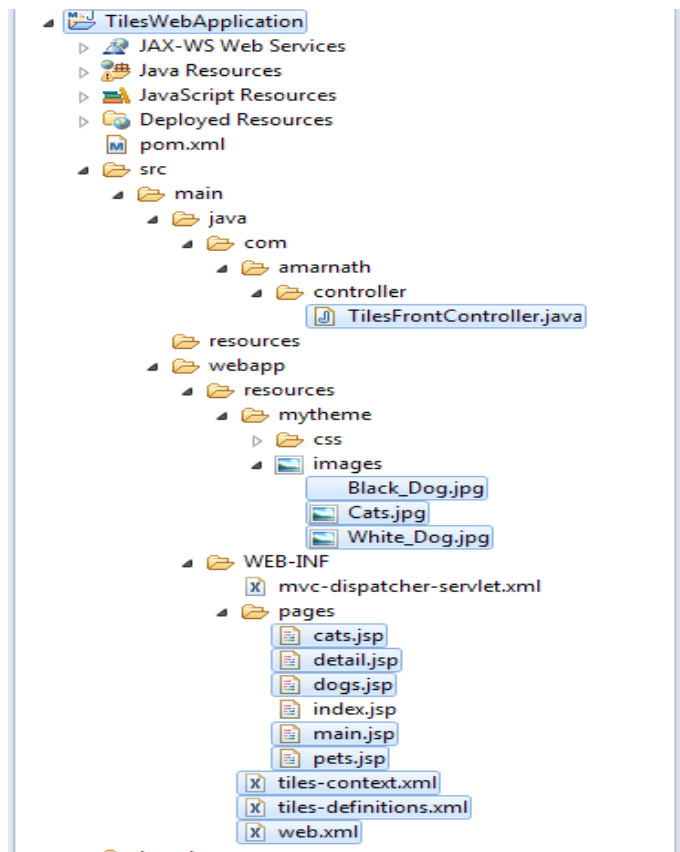 TilesWebApplication
JAX-WS Web Services
Java Resources
JavaScript Resources
Deployed Resources
pom.xml
src
main
java
com
amarnath
controller
TilesFrontController.java
resources
webapp
resources
mytheme
css
images
Black_Dog.jpg
Cats.jpg
White_Dog.jpg
WEB-INF
mvc-dispatcher-servlet.xml
pages
cats.jsp
detail.jsp
dogs.jsp
index.jsp
main.jsp
pets.jsp
tiles-context.xml
tiles-definitions.xml
web.xml